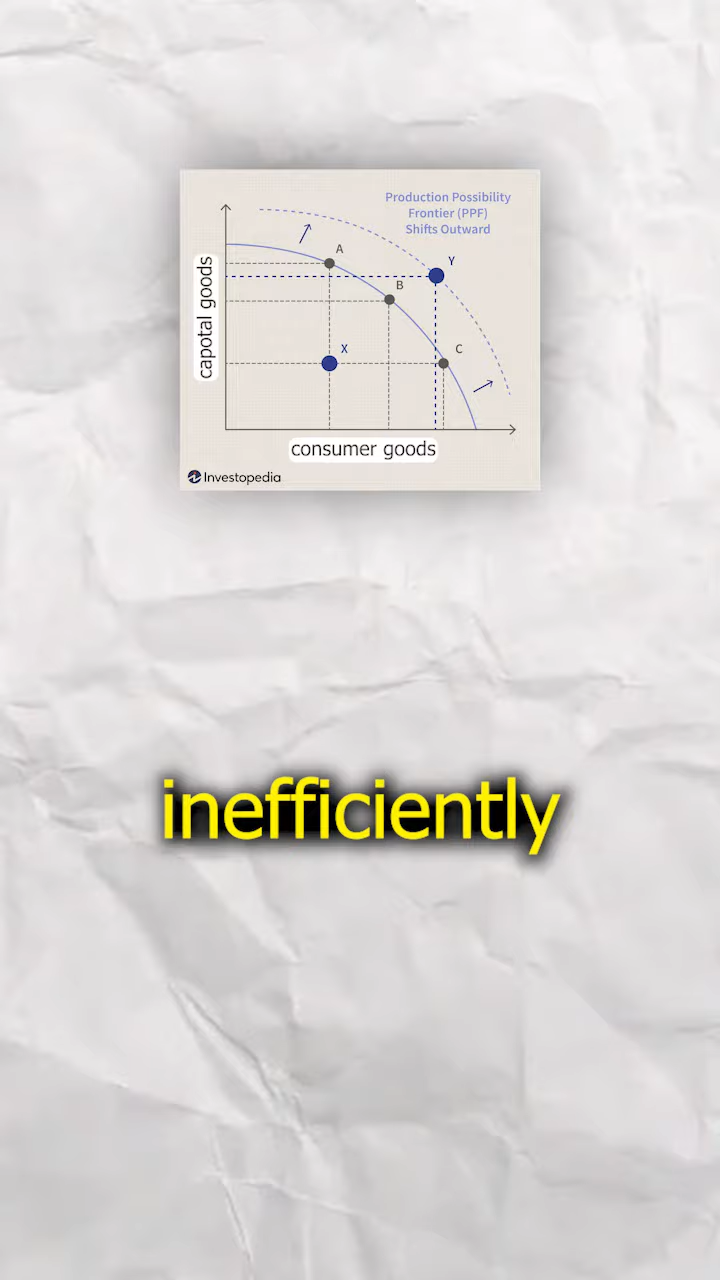 Production Possibility
Frontier (PPF)
Shifts Outward
A
Y
B
X
C
capotal goods
consumer goods
Investopedia
inefficiently